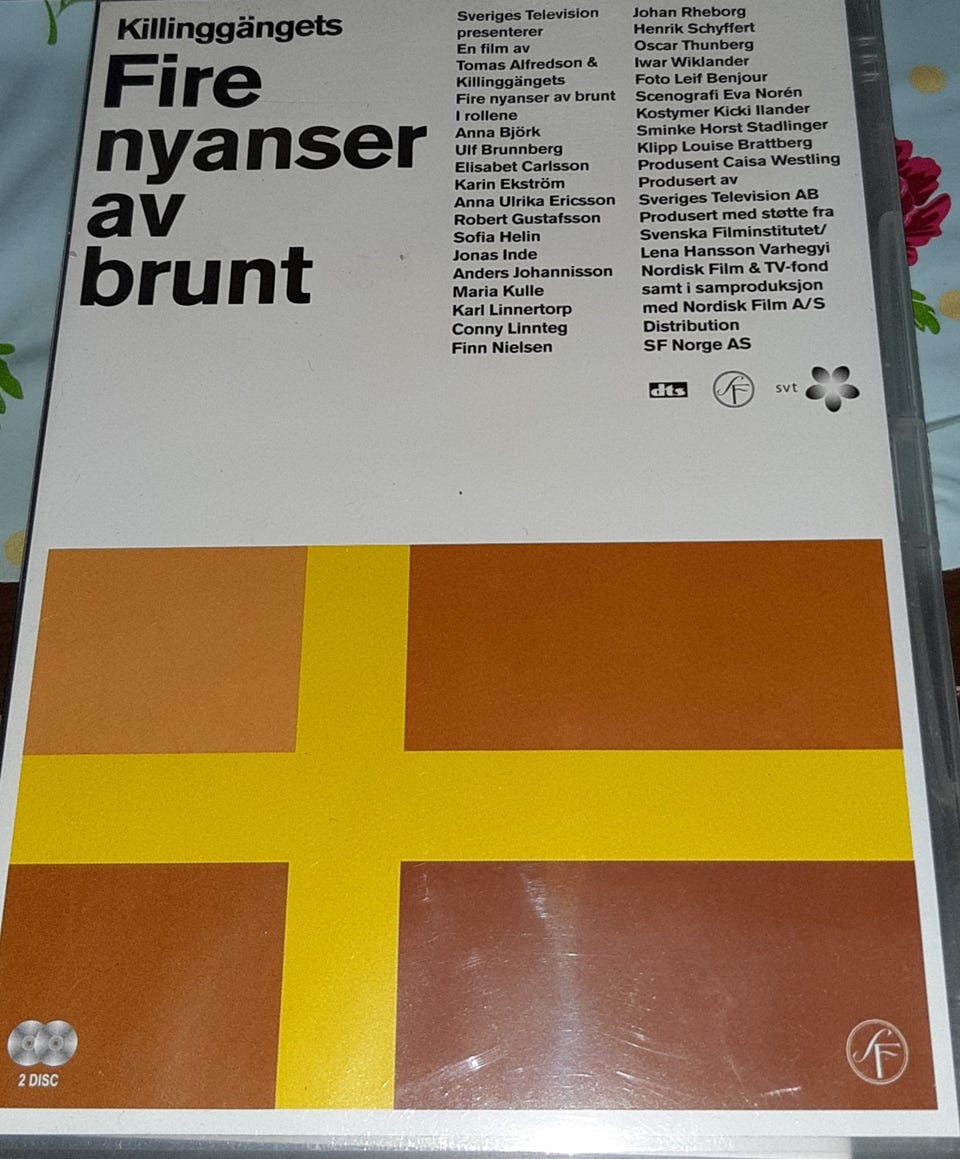 Killinggängets
Fire
nyanser
av
brunt
Sveriges Television
presenterer
En film av
Tomas Alfredson &
Killinggängets
Fire nyanser av brunt
I rollene
Anna Björk
Ulf Brunnberg
Elisabet Carlsson
Karin Ekström
Anna Ulrika Ericsson
Robert Gustafsson
Sofia Helin
Jonas Inde
Anders Johannisson
Maria Kulle
Karl Linnertorp
Conny Linnteg
Finn Nielsen
Johan Rheborg
Henrik Schyffert
Oscar Thunberg
Iwar Wiklander
Foto Leif Benjour
Scenografi Eva Norén
Kostymer Kicki Ilander
Sminke Horst Stadlinger
Klipp Louise Brattberg
Produsent Caisa Westling
Produsert av
Sveriges Television AB
Produsert med støtte fra
Svenska Filminstitutet/
Lena Hansson Varhegyi
Nordisk Film & TV-fond
samt i samproduksjon
med Nordisk Film A/S
Distribution
SF Norge AS
dts SF svt
2 DISC
SF